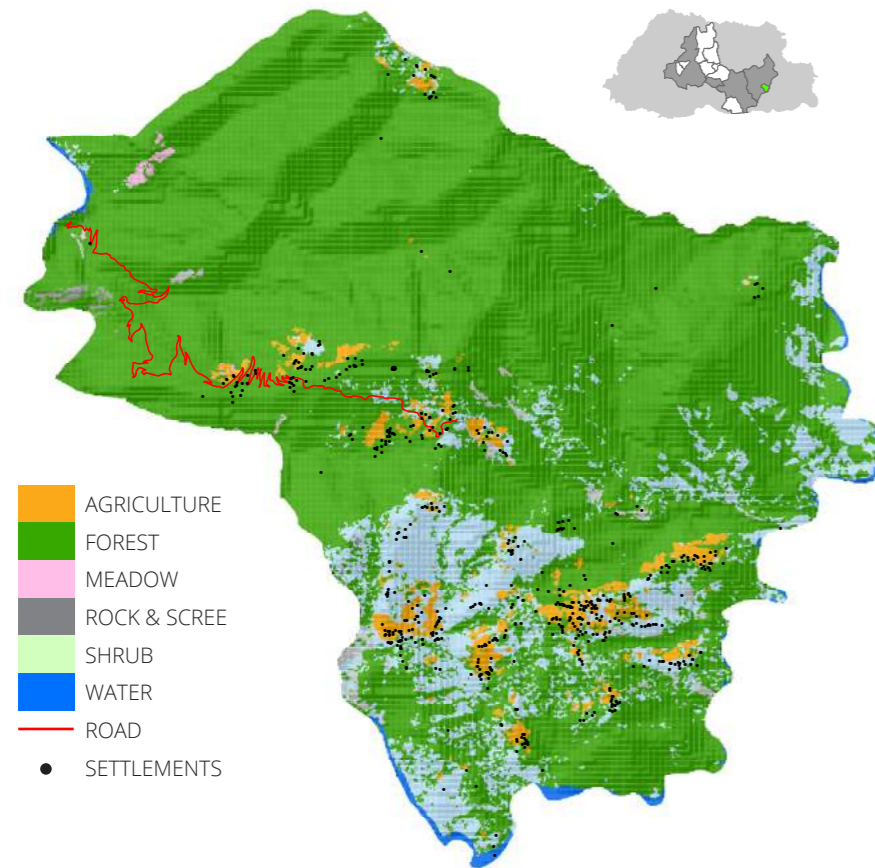 AGRICULTURE
FOREST
MEADOW
ROCK & SCREE
SHRUB
WATER
ROAD
SETTLEMENTS